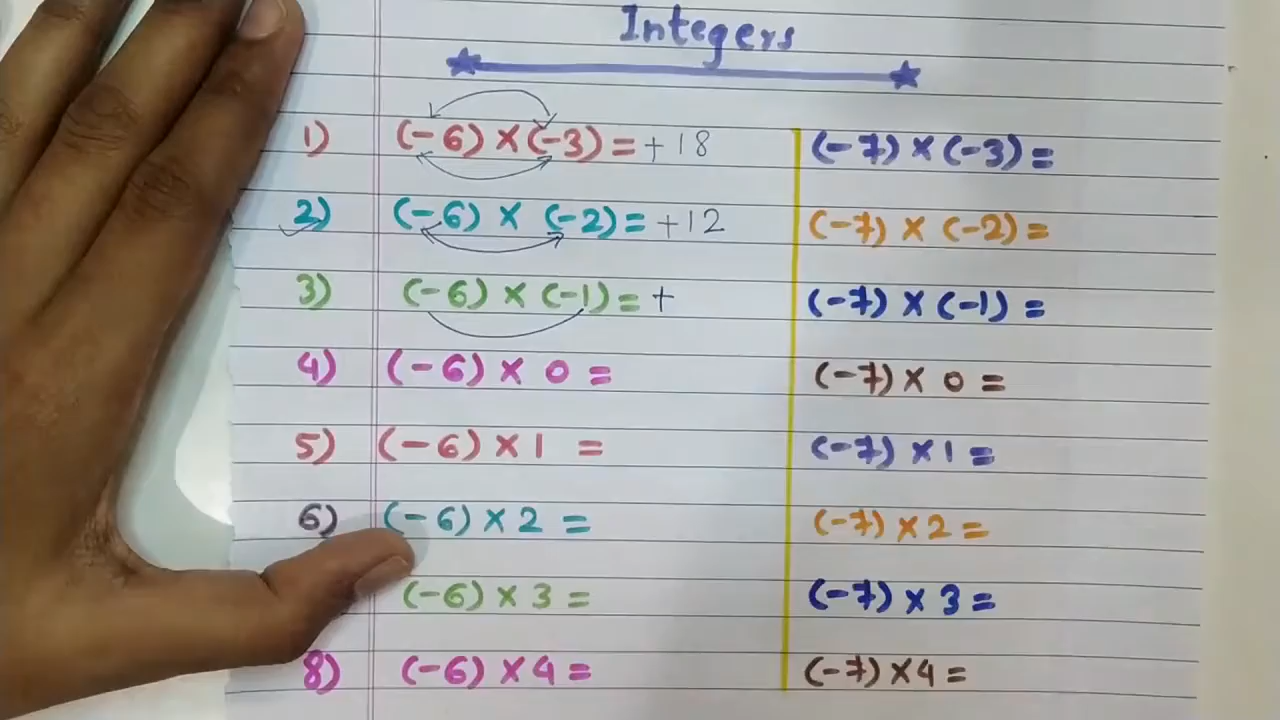 Integers
1) (-6) × (-3) = +18
2) (-6) × (-2) = +12
3) (-6) × (-1) = +
4) (-6) × 0 =
5) (-6) × 1 =
6) (-6) × 2 =
(-6) × 3 =
8) (-6) × 4 =
(-7) × (-3) =
(-7) × (-2) =
(-7) × (-1) =
(-7) × 0 =
(-7) × 1 =
(-7) × 2 =
(-7) × 3 =
(-7) × 4 =